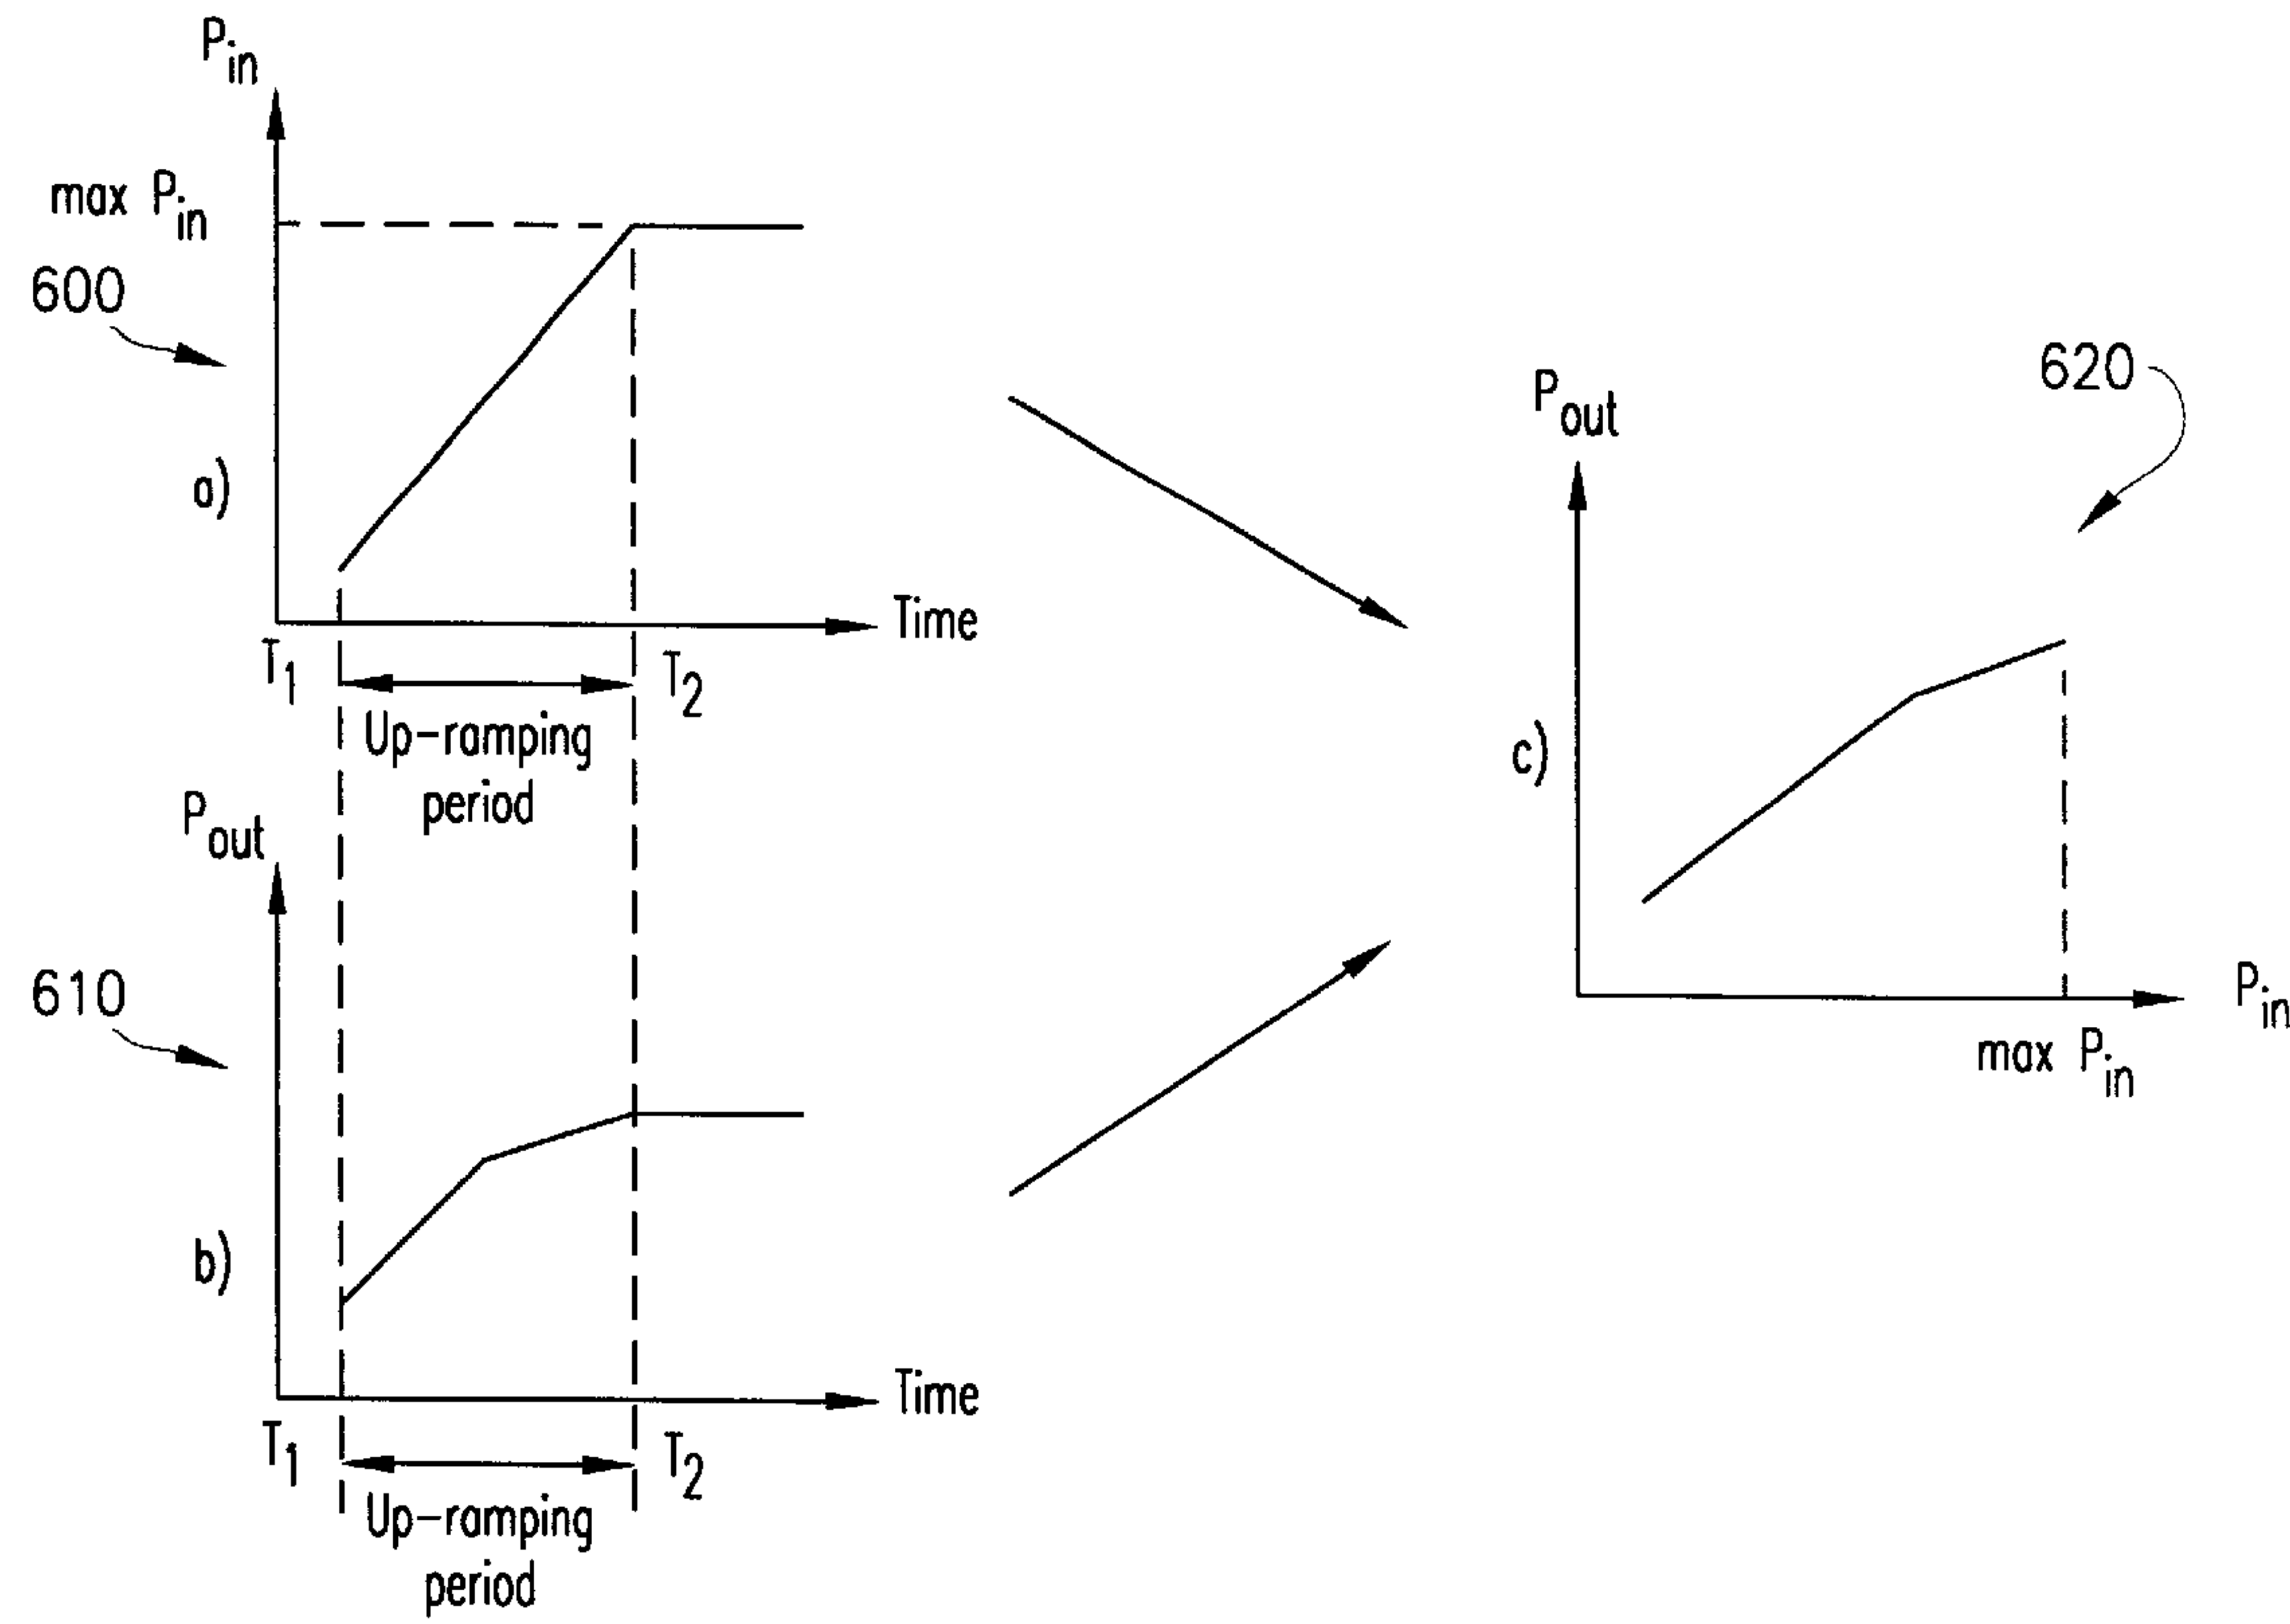 P_in
max P_in
600
a)
Time
T_1
T_2
Up-ramping
period
P_out
610
b)
Time
T_1
T_2
Up-ramping
period
620
P_out
c)
P_in
max P_in